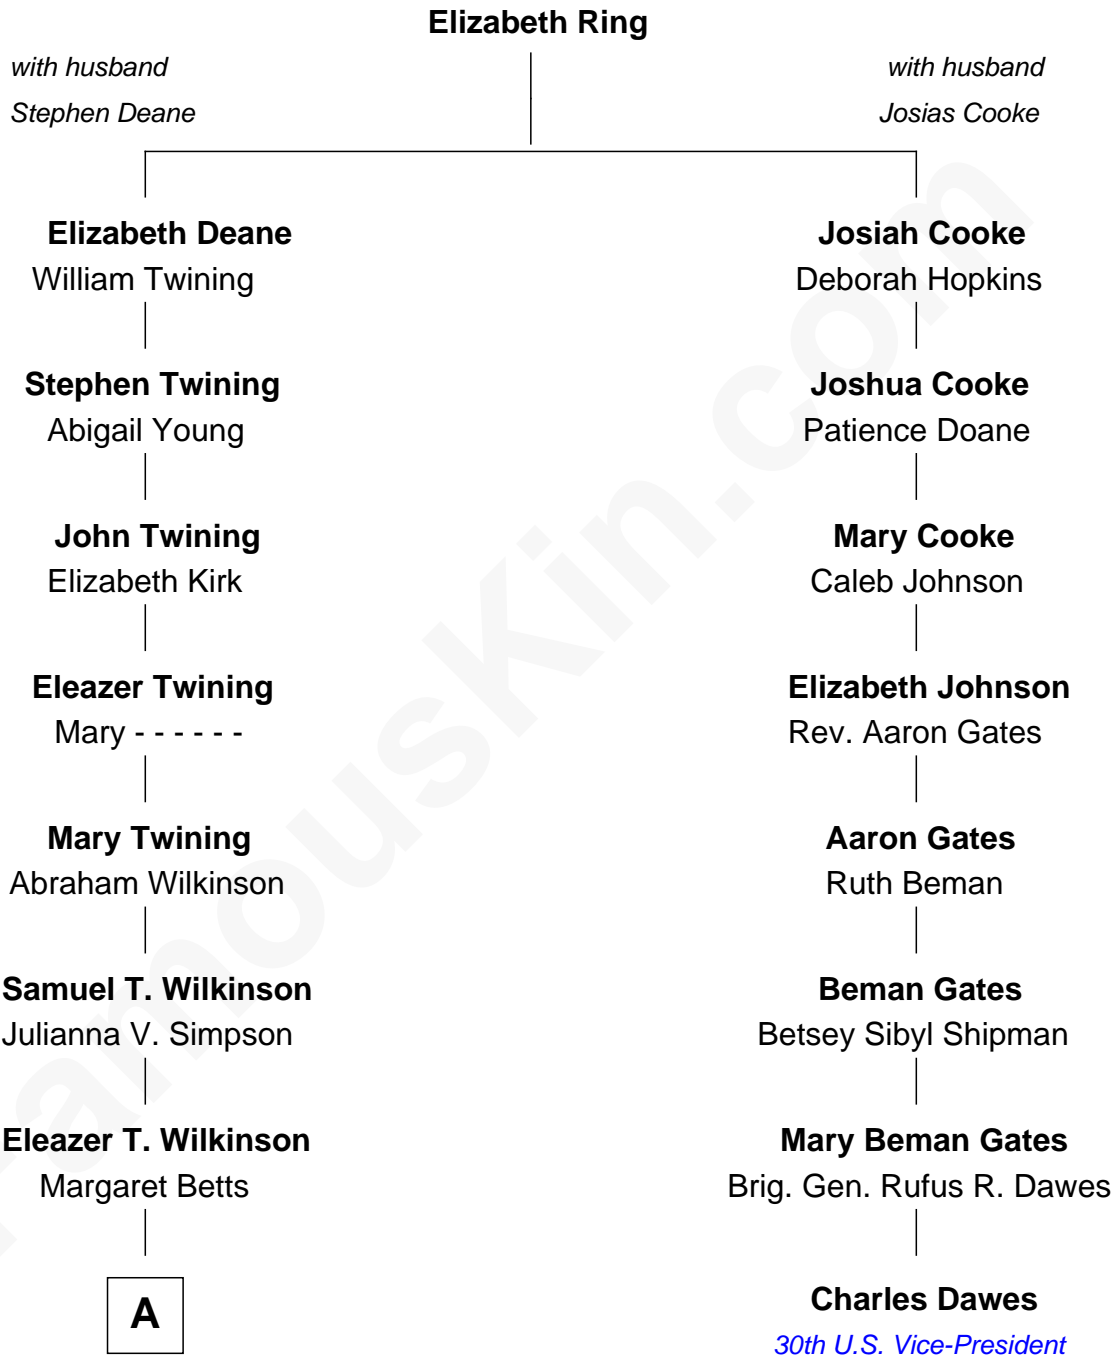 Elizabeth Ring
with husband
Stephen Deane
with husband
Josias Cooke
Elizabeth Deane
William Twining
Stephen Twining
Abigail Young
John Twining
Elizabeth Kirk
Eleazer Twining
Mary - - - - - -
Mary Twining
Abraham Wilkinson
Samuel T. Wilkinson
Julianna V. Simpson
Eleazer T. Wilkinson
Margaret Betts
A
Josiah Cooke
Deborah Hopkins
Joshua Cooke
Patience Doane
Mary Cooke
Caleb Johnson
Elizabeth Johnson
Rev. Aaron Gates
Aaron Gates
Ruth Beman
Beman Gates
Betsey Sibyl Shipman
Mary Beman Gates
Brig. Gen. Rufus R. Dawes
Charles Dawes
30th U.S. Vice-President
FamousKin.com